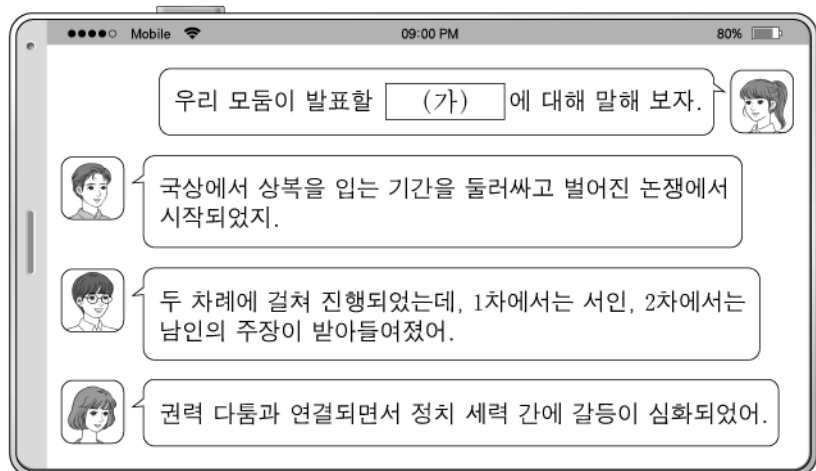 Mobile 09:00 PM 80%
우리 모둠이 발표할 (가) 에 대해 말해 보자.
국상에서 상복을 입는 기간을 둘러싸고 벌어진 논쟁에서
시작되었지.
두 차례에 걸쳐 진행되었는데, 1차에서는 서인, 2차에서는
남인의 주장이 받아들여졌어.
권력 다툼과 연결되면서 정치 세력 간에 갈등이 심화되었어.